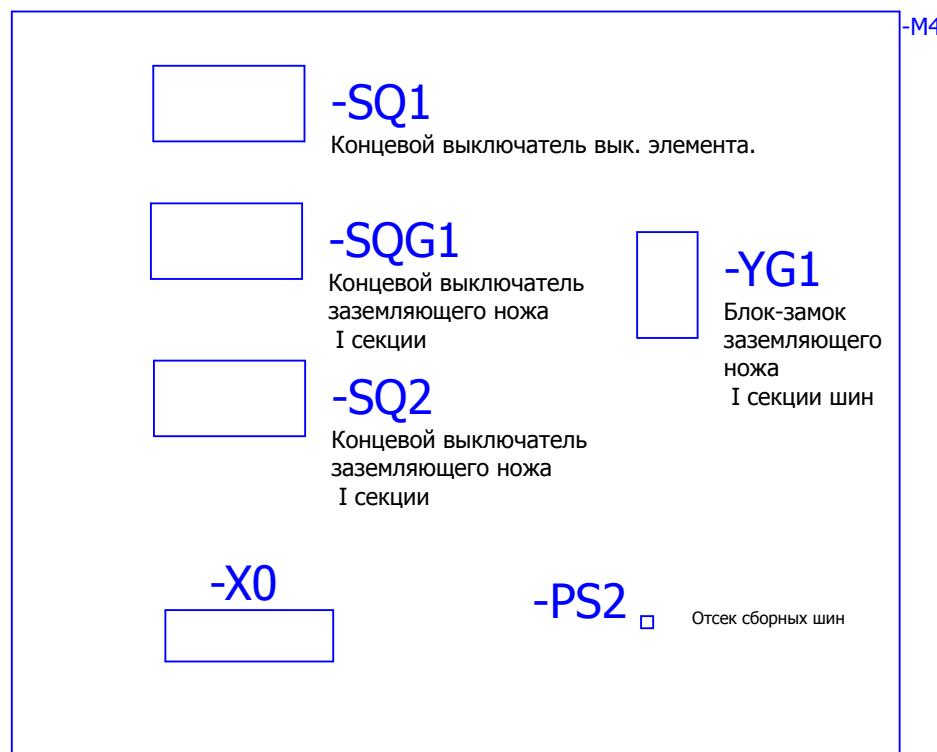 -M4
-SQ1
Концевой выключатель вык. элемента.
-SQG1
Концевой выключатель
заземляющего ножа
I секции
-YG1
Блок-замок
заземляющего
ножа
I секции шин
-SQ2
Концевой выключатель
заземляющего ножа
I секции
-X0
-PS2
Отсек сборных шин